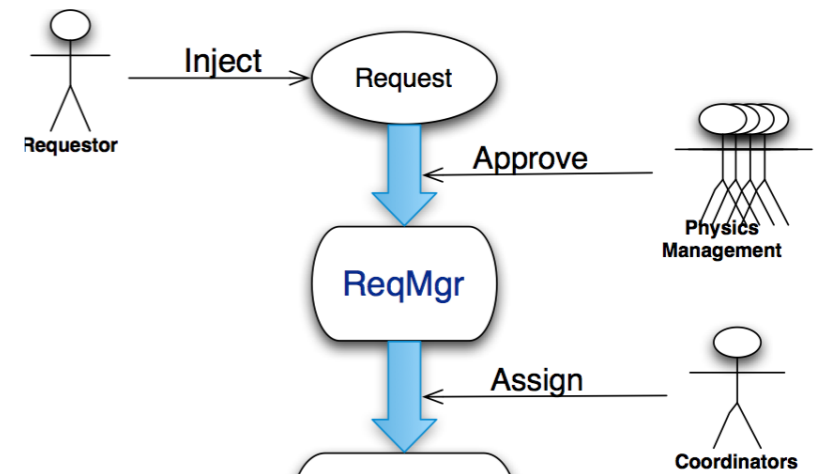 Inject
Request
Requestor
Approve
Physics
Management
ReqMgr
Assign
Coordinators